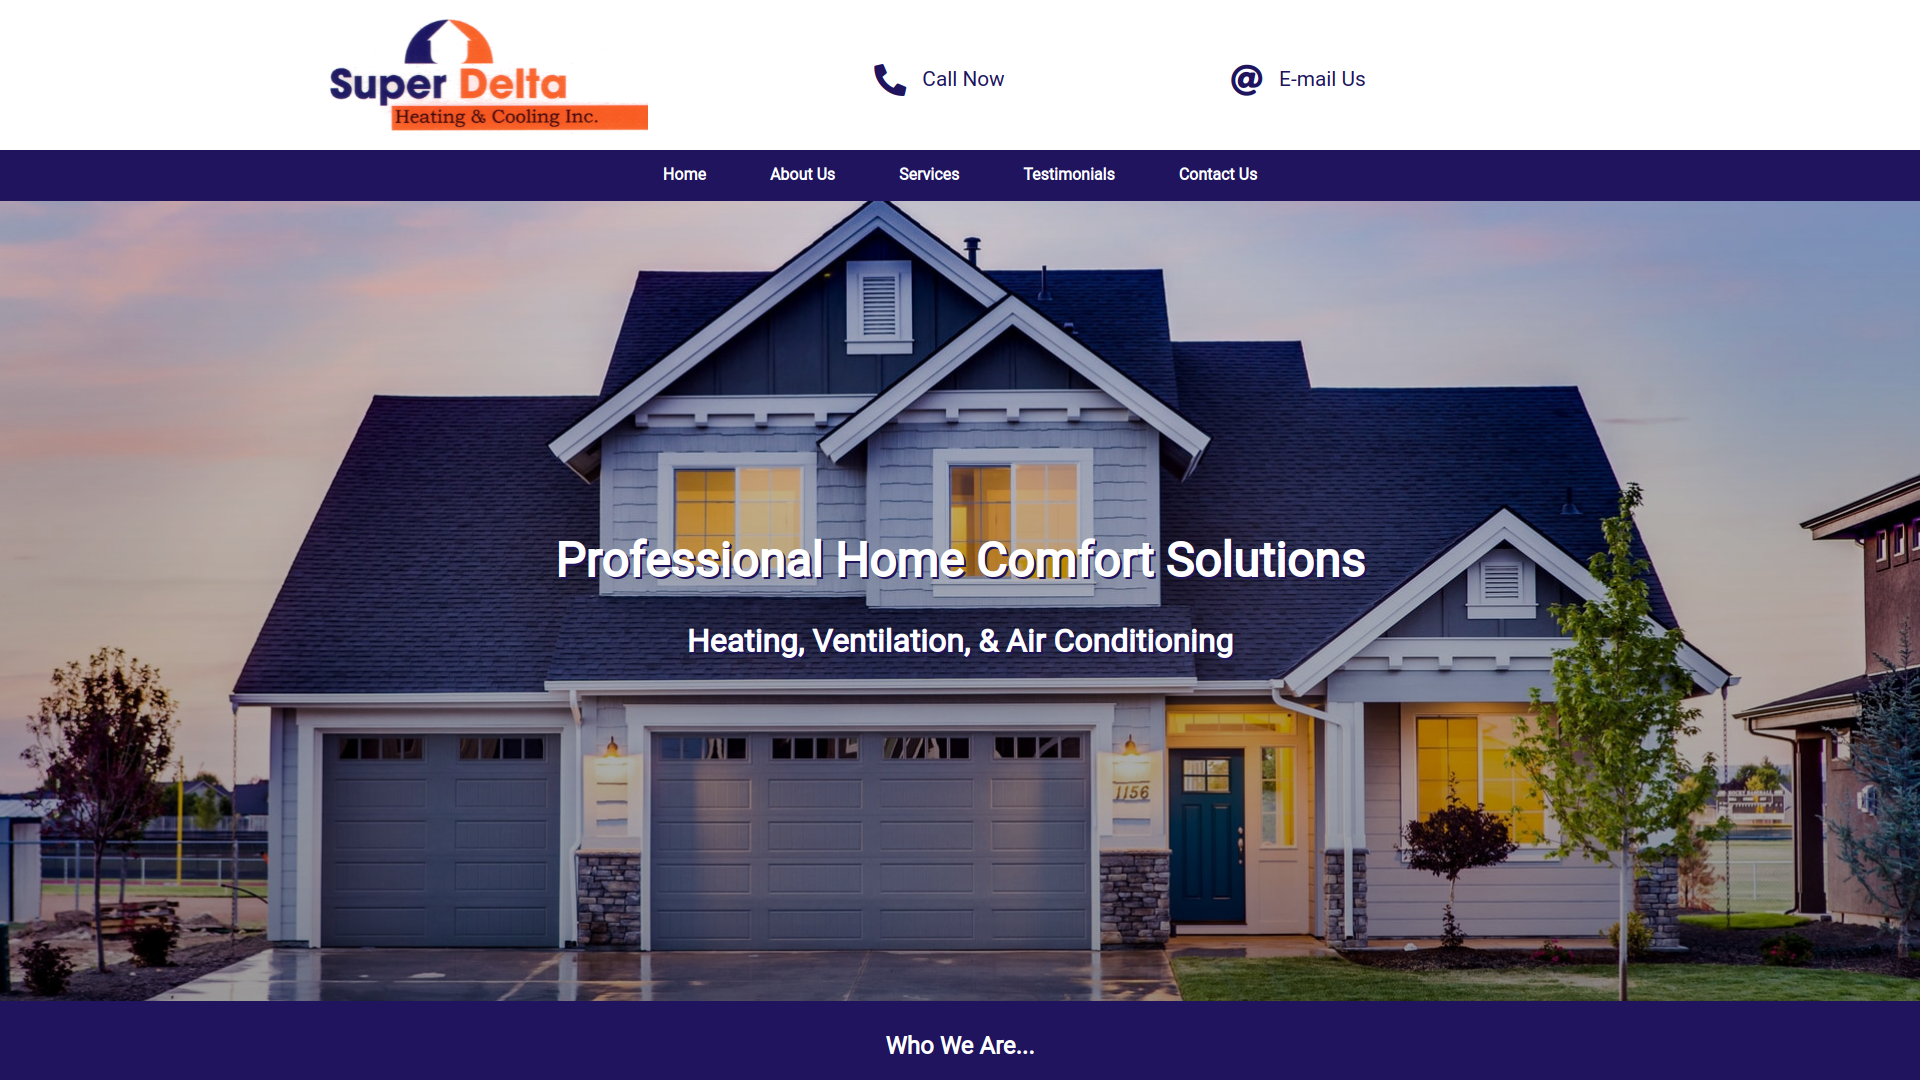 Super Delta
Heating & Cooling Inc.
Call Now
E-mail Us
Home
About Us
Services
Testimonials
Contact Us
Professional Home Comfort Solutions
Heating, Ventilation, & Air Conditioning
1156
Who We Are...